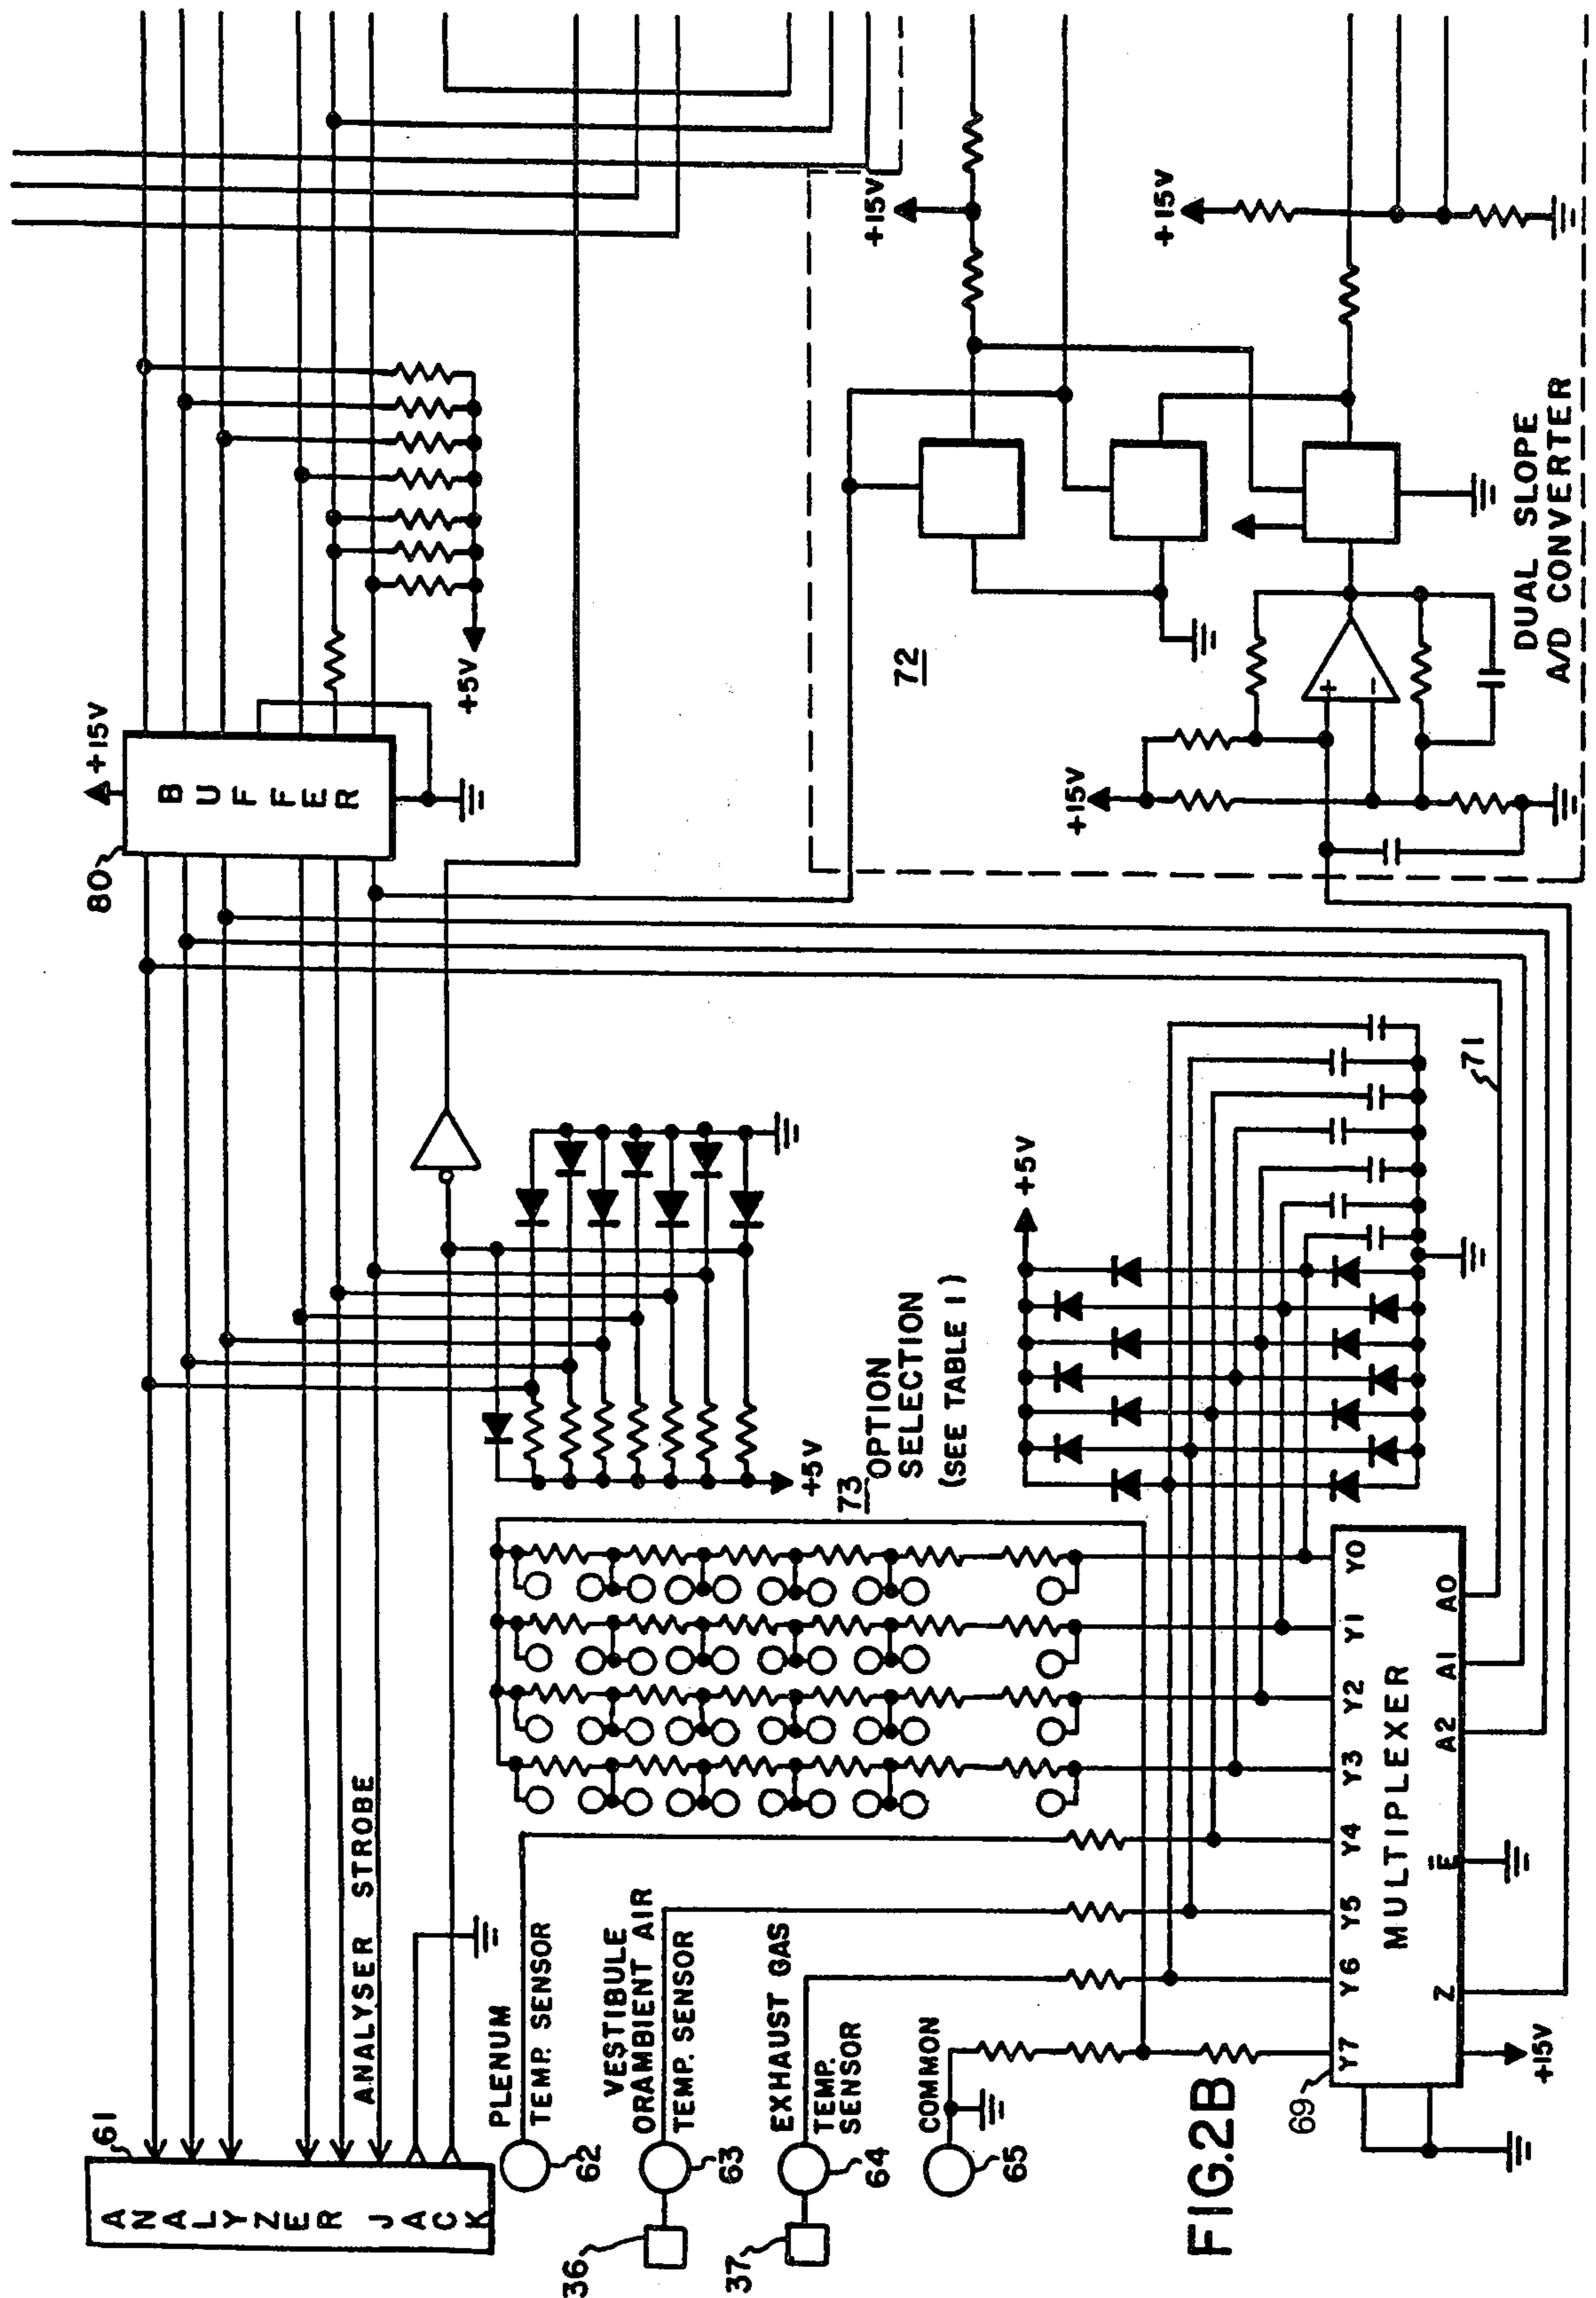 80
+15V
BUFFER
+5V
61
ANALYZER JACK
ANALYSER STROBE
PLENUM
TEMP. SENSOR
62
VESTIBULE
ORAMBIENT AIR
TEMP. SENSOR
63
36
EXHAUST GAS
TEMP.
SENSOR
64
37
COMMON
65
+5V
73
OPTION
SELECTION
(SEE TABLE 1)
+5V
71
72
+15V
+15V
+15V
+
−
DUAL SLOPE
A/D CONVERTER
69
Y7 Y6 Y5 Y4 Y3 Y2 Y1 Y0
MULTIPLEXER
Z E A2 A1 A0
+15V
FIG.2B